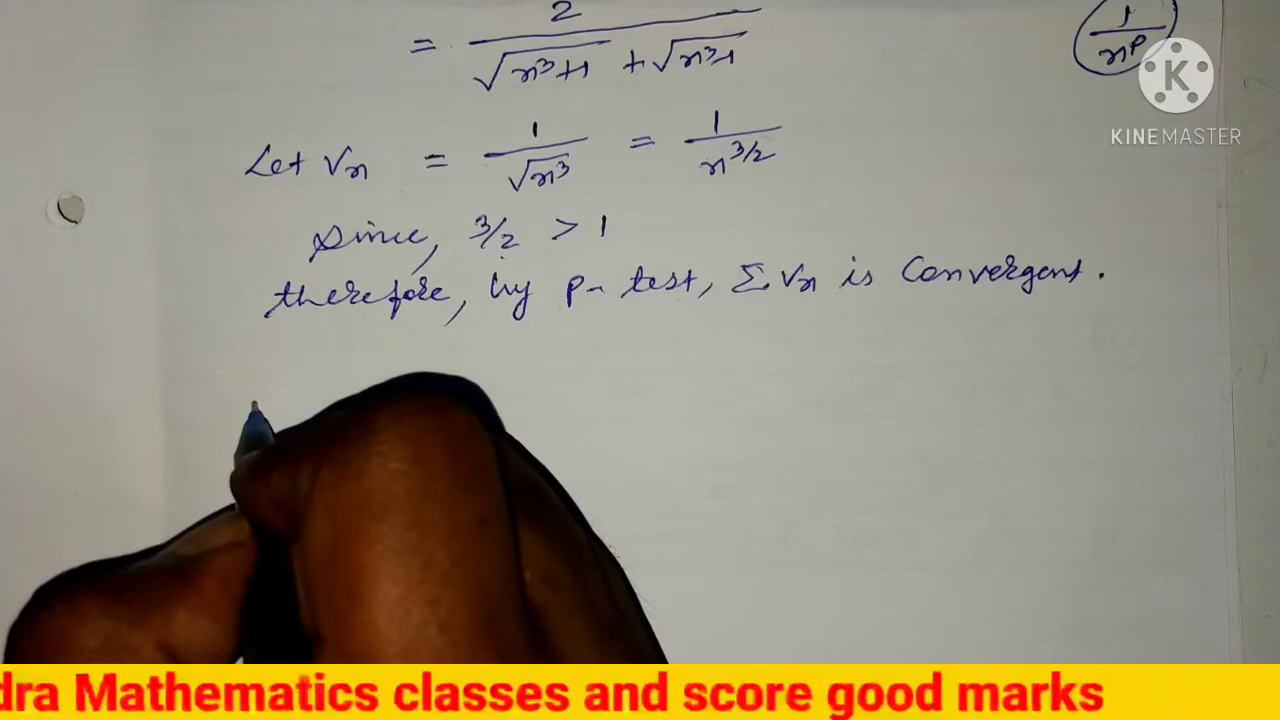 = 2 / √n³+1 + √n³-1
1 / n^p
K
KINEMASTER
Let Vn = 1 / √n³ = 1 / n^3/2
Since, 3/2 > 1
therefore, by p- test, Σ Vn is Convergent.
dra Mathematics classes and score good marks